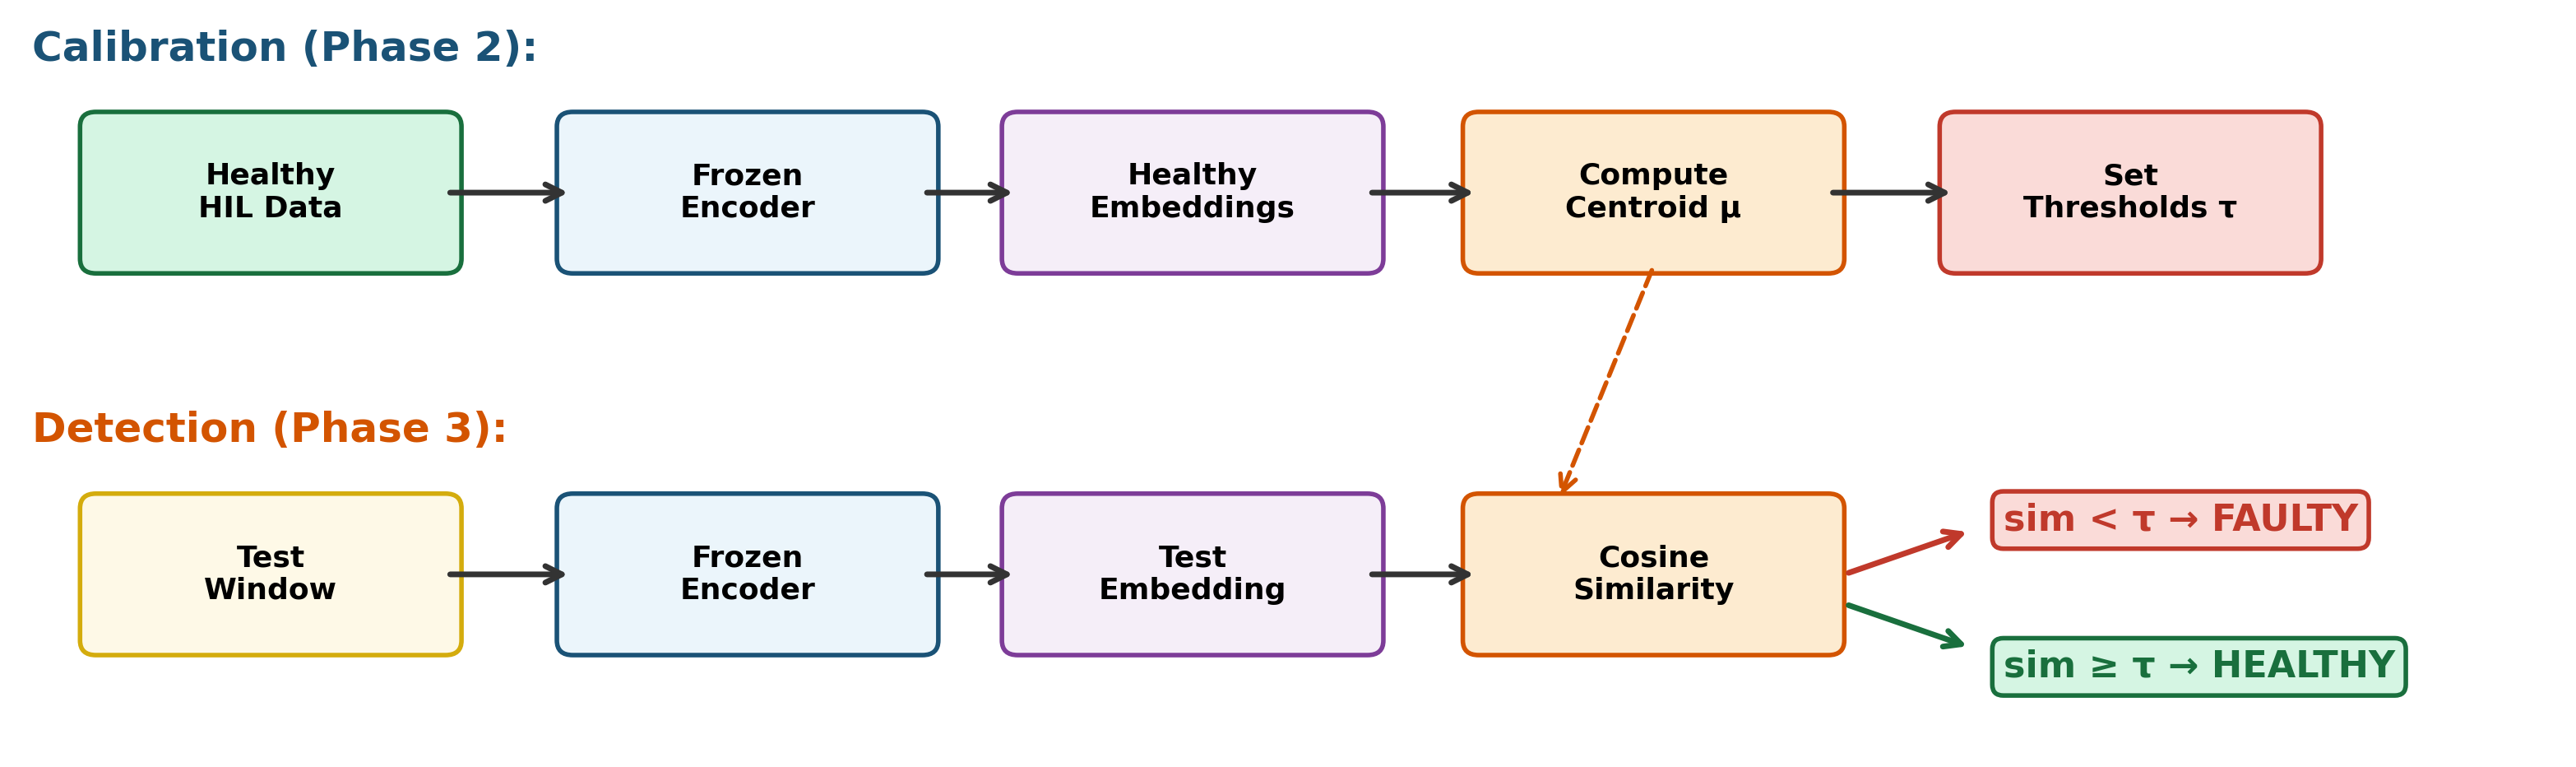 Calibration (Phase 2):
Healthy
HIL Data
Frozen
Encoder
Healthy
Embeddings
Compute
Centroid μ
Set
Thresholds τ
Detection (Phase 3):
Test
Window
Frozen
Encoder
Test
Embedding
Cosine
Similarity
sim < τ → FAULTY
sim ≥ τ → HEALTHY